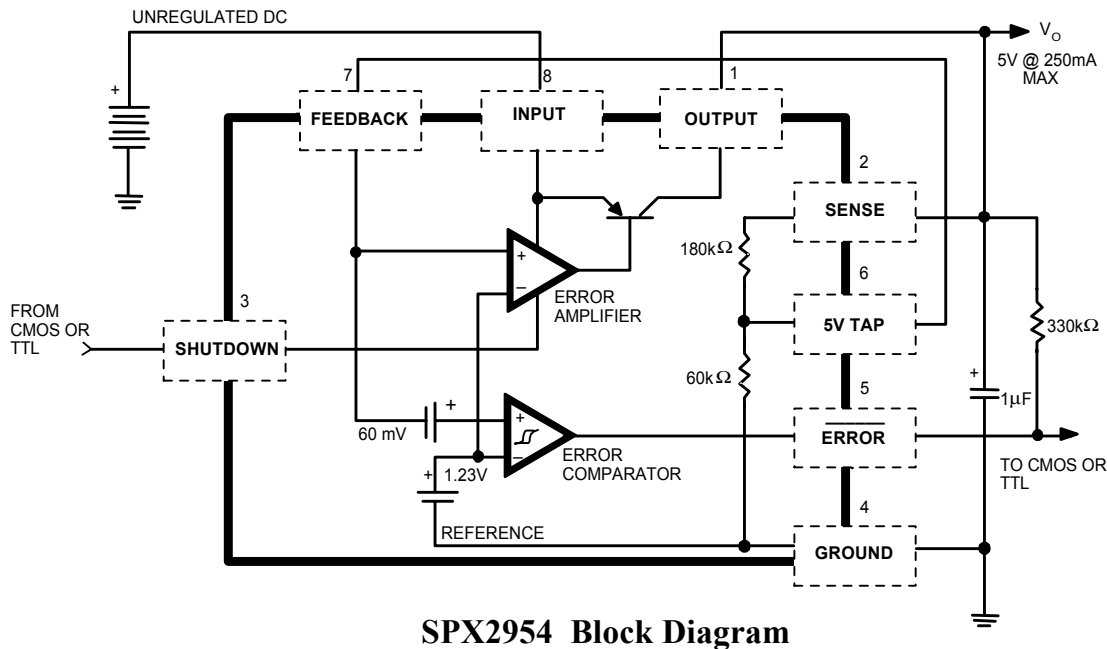 UNREGULATED DC
V_O
5V @ 250mA
MAX
7
8
1
+
FEEDBACK
INPUT
OUTPUT
2
SENSE
180kΩ
+
−
ERROR
AMPLIFIER
6
3
FROM
CMOS OR
TTL
SHUTDOWN
5V TAP
330kΩ
60kΩ
+
1µF
5
+
60 mV
+
−
ERROR
ERROR
COMPARATOR
TO CMOS OR
TTL
+
1.23V
4
REFERENCE
GROUND
SPX2954 Block Diagram